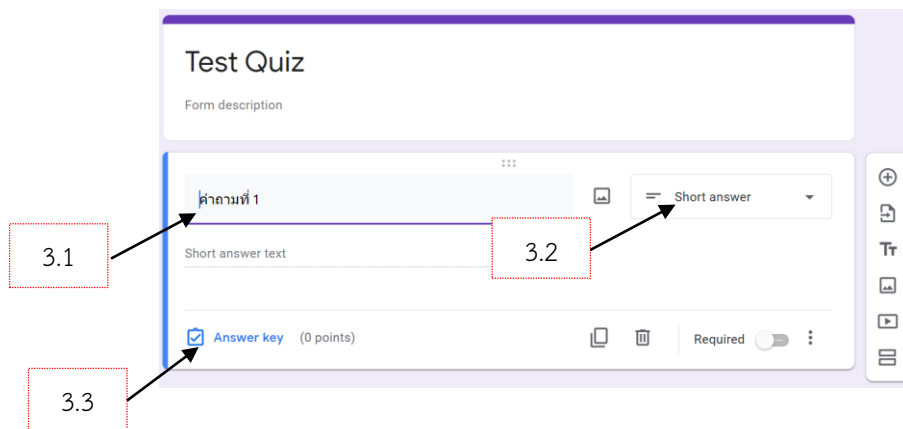 Test Quiz
Form description
คำถามที่ 1
Short answer
3.1
Short answer text
3.2
Answer key (0 points)
Required
3.3
Tт